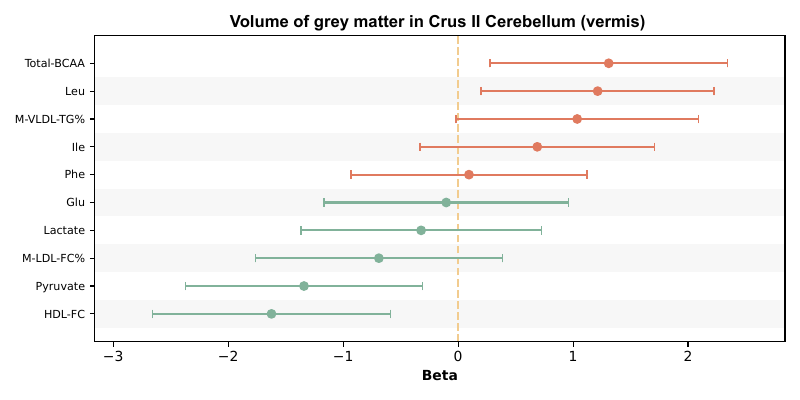 Volume of grey matter in Crus II Cerebellum (vermis)
Total-BCAA
Leu
M-VLDL-TG%
Ile
Phe
Glu
Lactate
M-LDL-FC%
Pyruvate
HDL-FC
−3 −2 −1 0 1 2
Beta